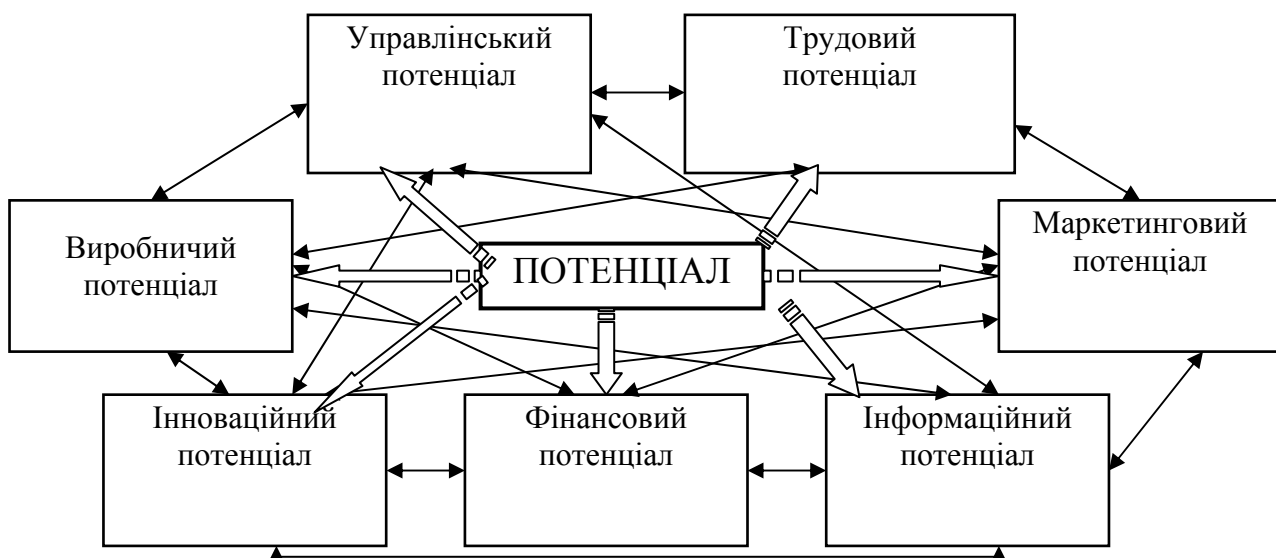 Управлінський
потенціал
Трудовий
потенціал
Виробничий
потенціал
ПОТЕНЦІАЛ
Маркетинговий
потенціал
Інноваційний
потенціал
Фінансовий
потенціал
Інформаційний
потенціал